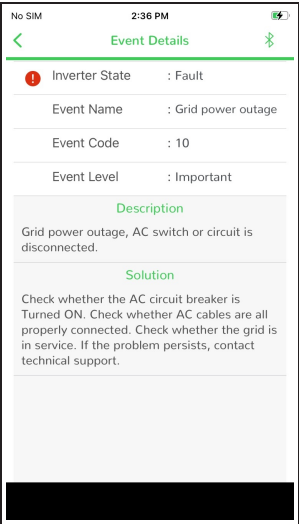 No SIM 2:36 PM
Event Details
Inverter State : Fault
Event Name : Grid power outage
Event Code : 10
Event Level : Important
Description
Grid power outage, AC switch or circuit is
disconnected.
Solution
Check whether the AC circuit breaker is
Turned ON. Check whether AC cables are all
properly connected. Check whether the grid is
in service. If the problem persists, contact
technical support.